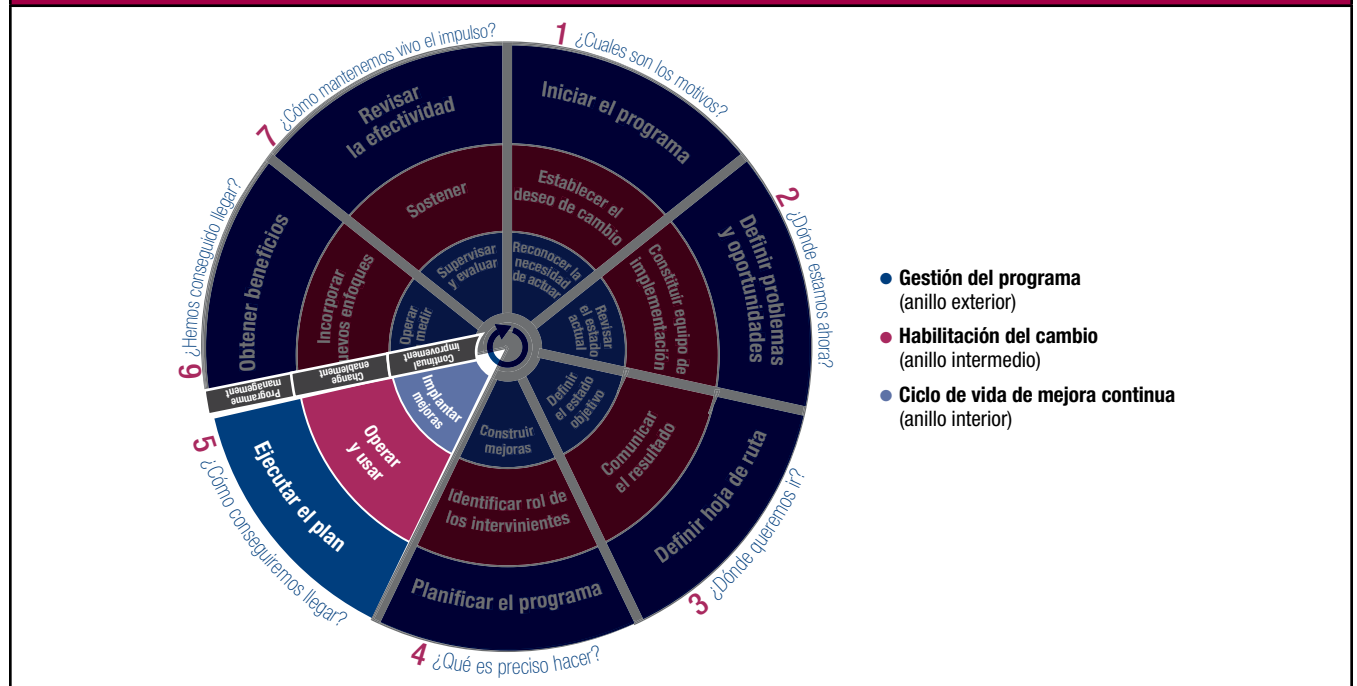 1 ¿Cuales son los motivos?
Iniciar el programa
Establecer el
deseo de cambio
Reconocer la
necesidad
de actuar
2 ¿Dónde estamos ahora?
Definir problemas
y oportunidades
Constituir equipo de
implementación
Revisar
el estado
actual
3 ¿Dónde queremos ir?
Definir hoja de ruta
Comunicar
el resultado
Definir
el estado
objetivo
4 ¿Qué es preciso hacer?
Planificar el programa
Identificar rol de
los intervinientes
Construir
mejoras
5 ¿Cómo conseguiremos llegar?
Ejecutar el plan
Operar
y usar
Implantar
mejoras
6 ¿Hemos conseguido llegar?
Obtener beneficios
Incorporar
nuevos enfoques
Operar
medir
7 ¿Cómo mantenemos vivo el impulso?
Revisar
la efectividad
Sostener
Supervisar
y evaluar
Programme
management
Change
enablement
Continual
improvement
• Gestión del programa
(anillo exterior)
• Habilitación del cambio
(anillo intermedio)
• Ciclo de vida de mejora continua
(anillo interior)